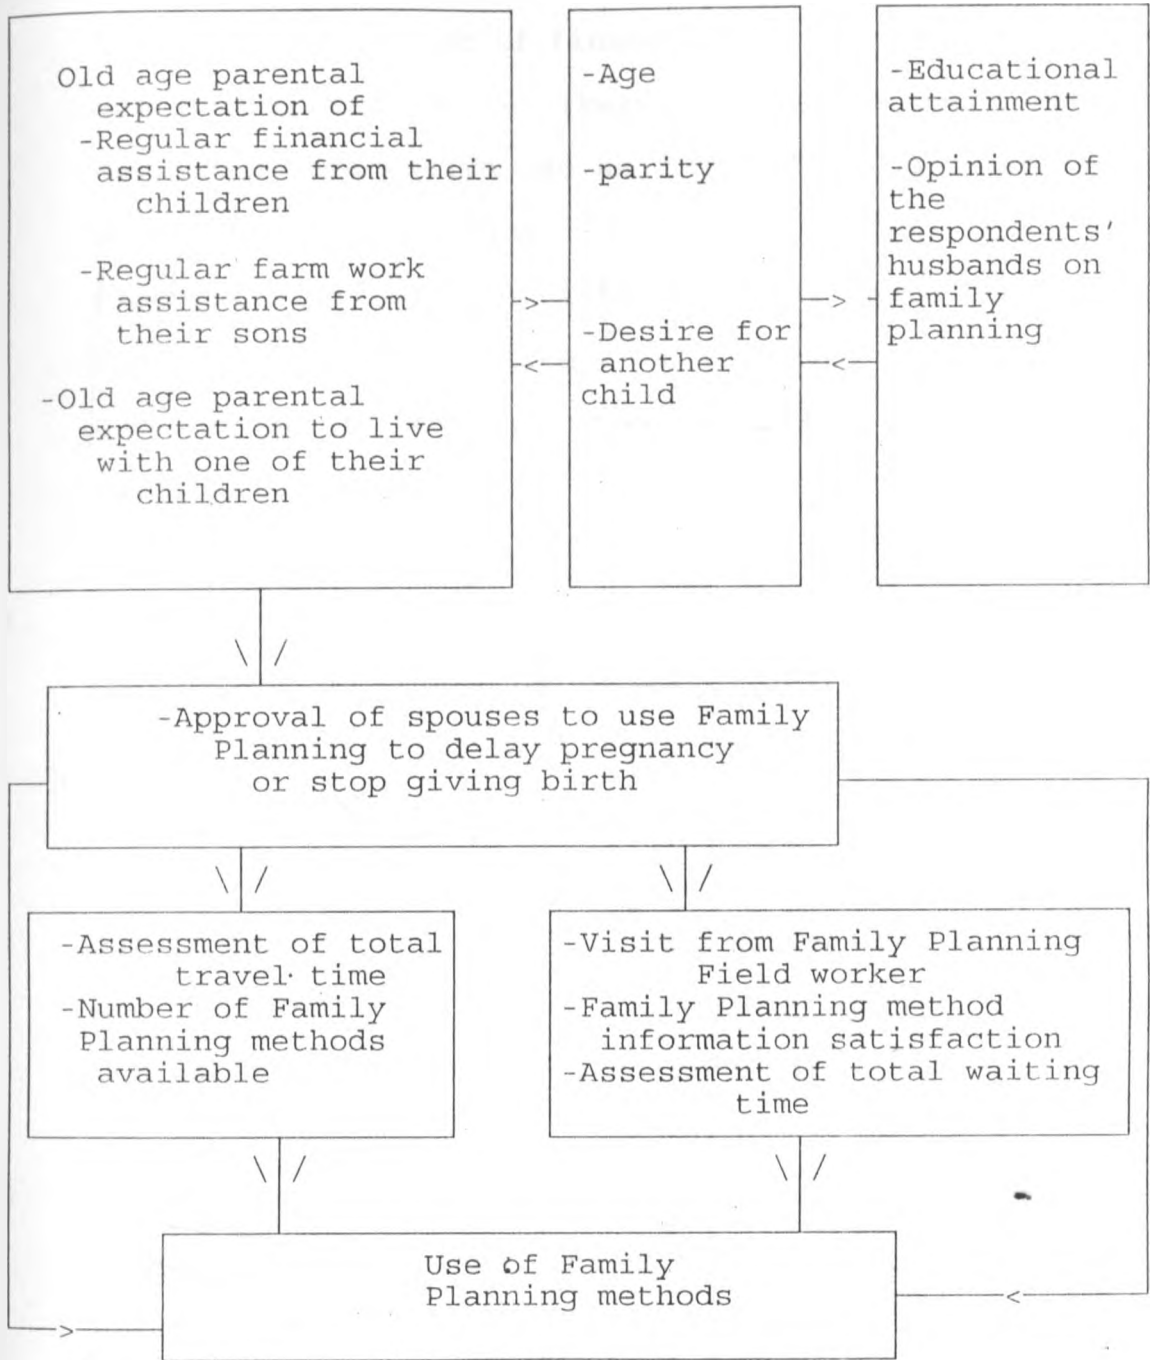 Old age parental
expectation of
-Regular financial
assistance from their
children
-Regular farm work
assistance from
their sons
-Old age parental
expectation to live
with one of their
children
-Age
-parity
-Desire for
another
child
-Educational
attainment
-Opinion of
the
respondents'
husbands on
family
planning
-Approval of spouses to use Family
Planning to delay pregnancy
or stop giving birth
-Assessment of total
travel time
-Number of Family
Planning methods
available
-Visit from Family Planning
Field worker
-Family Planning method
information satisfaction
-Assessment of total waiting
time
Use of Family
Planning methods